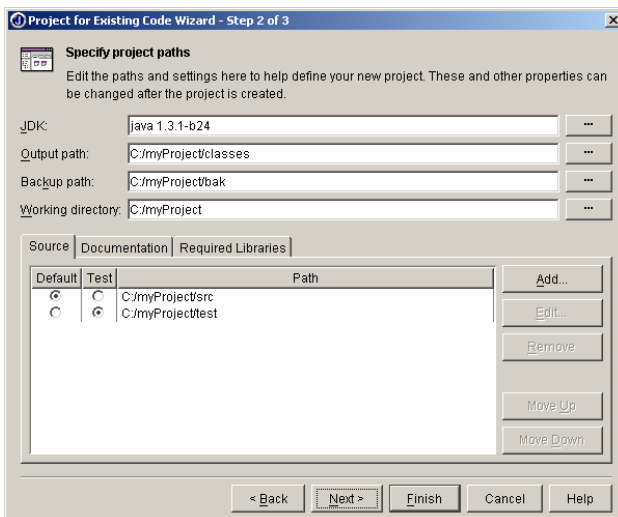 Project for Existing Code Wizard - Step 2 of 3
Specify project paths
Edit the paths and settings here to help define your new project. These and other properties can
be changed after the project is created.
JDK: java 1.3.1-b24 ...
Output path: C:/myProject/classes ...
Backup path: C:/myProject/bak ...
Working directory: C:/myProject ...
Source Documentation Required Libraries
Default Test Path Add...
C:/myProject/src
C:/myProject/test Edit...
Remove
Move Up
Move Down
< Back Next > Finish Cancel Help